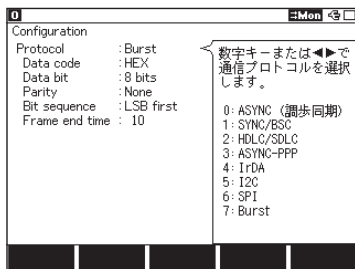 0 Mon
Configuration
Protocol :Burst
Data code :HEX
Data bit :8 bits
Parity :None
Bit sequence :LSB first
Frame end time : 10
数字キーまたは◀▶で
通信プロトコルを選択
します。
0:ASYNC (調歩同期)
1:SYNC/BSC
2:HDLC/SDLC
3:ASYNC-PPP
4:IrDA
5:I2C
6:SPI
7:Burst